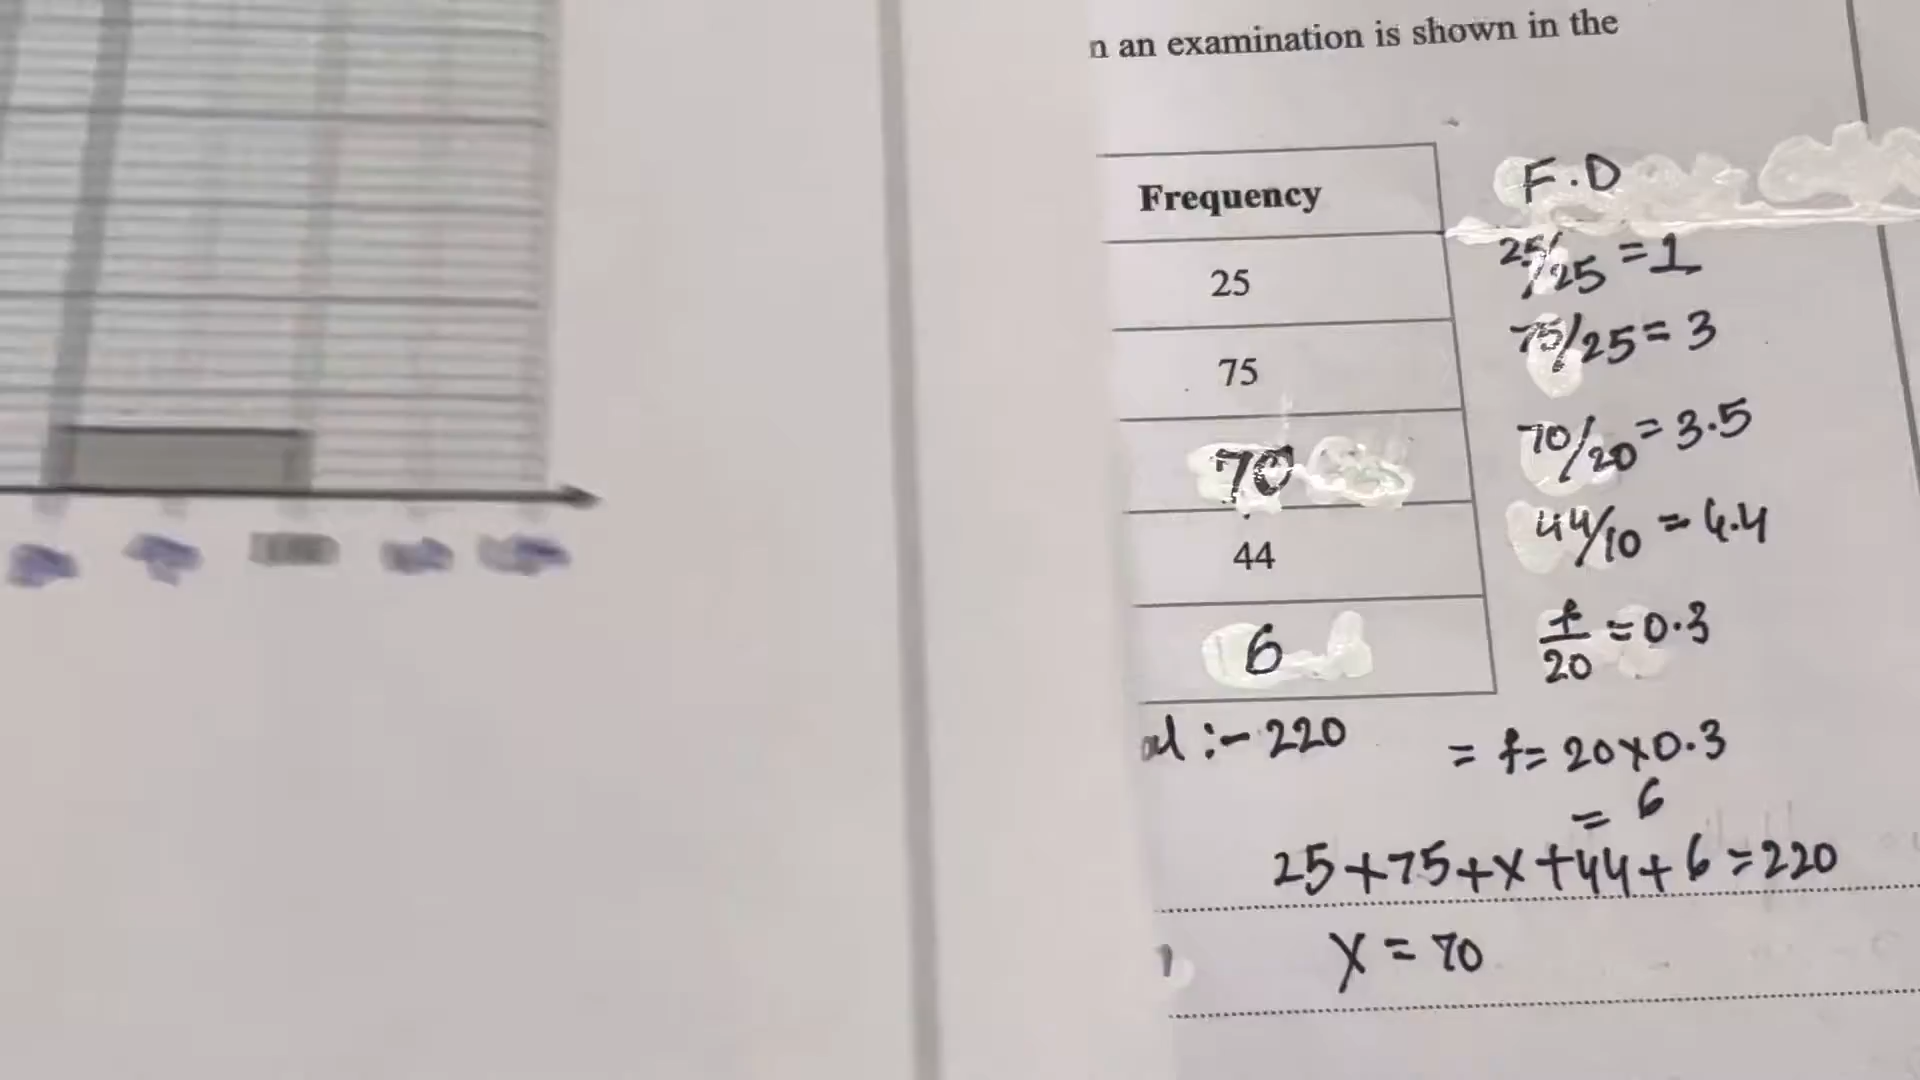 n an examination is shown in the
Frequency F.D
25 25/25 = 1
75 75/25 = 3
70 70/20 = 3.5
44 44/10 = 4.4
6 f/20 = 0.3
al :- 220 = f = 20 x 0.3
= 6
25 + 75 + x + 44 + 6 = 220
x = 70